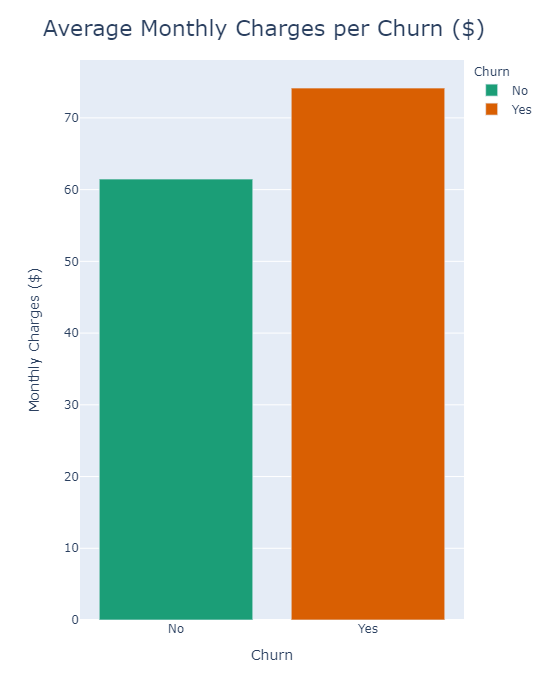 Average Monthly Charges per Churn ($)
Churn
No
Yes
Monthly Charges ($)
70
60
50
40
30
20
10
0
No
Yes
Churn